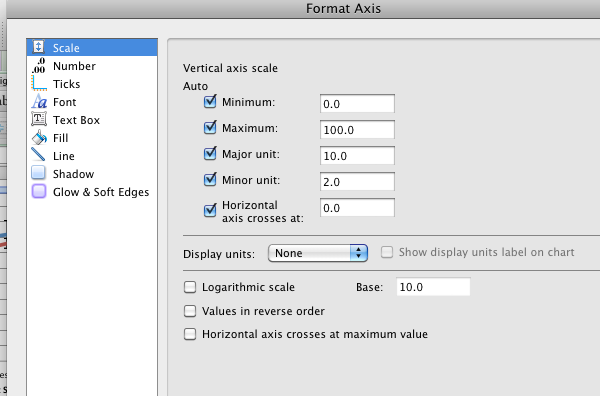 Format Axis
Scale
.0
.00
Number
Ticks
Aa
Font
T
Text Box
Fill
Line
Shadow
Glow & Soft Edges
Vertical axis scale
Auto
Minimum: 0.0
Maximum: 100.0
Major unit: 10.0
Minor unit: 2.0
Horizontal
axis crosses at: 0.0
Display units: None Show display units label on chart
Logarithmic scale Base: 10.0
Values in reverse order
Horizontal axis crosses at maximum value